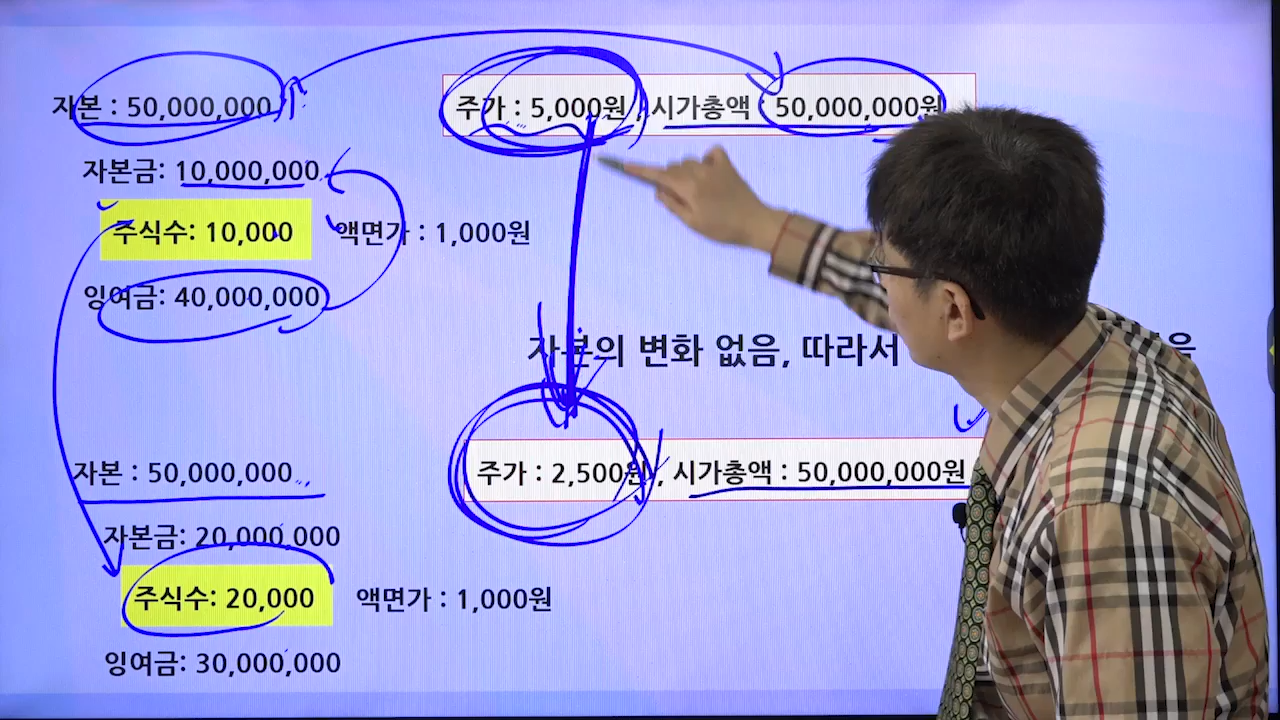 자본 : 50,000,000
주가 : 5,000원 , 시가총액 : 50,000,000원
자본금: 10,000,000
주식수: 10,000 액면가 : 1,000원
잉여금: 40,000,000
자본의 변화 없음, 따라서
자본 : 50,000,000
주가 : 2,500원 , 시가총액 : 50,000,000원
자본금: 20,000,000
주식수: 20,000 액면가 : 1,000원
잉여금: 30,000,000